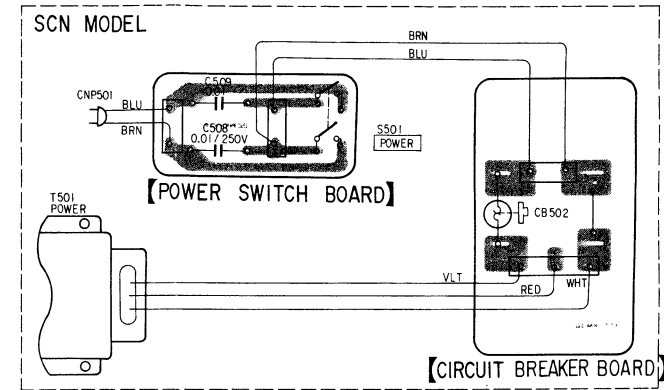 SCN MODEL
BRN
BLU
CNP501
BLU
BRN
C509
0.01
C508
0.01/250V
S501
POWER
【POWER SWITCH BOARD】
T501
POWER
CB502
VLT
RED
WHT
【CIRCUIT BREAKER BOARD】